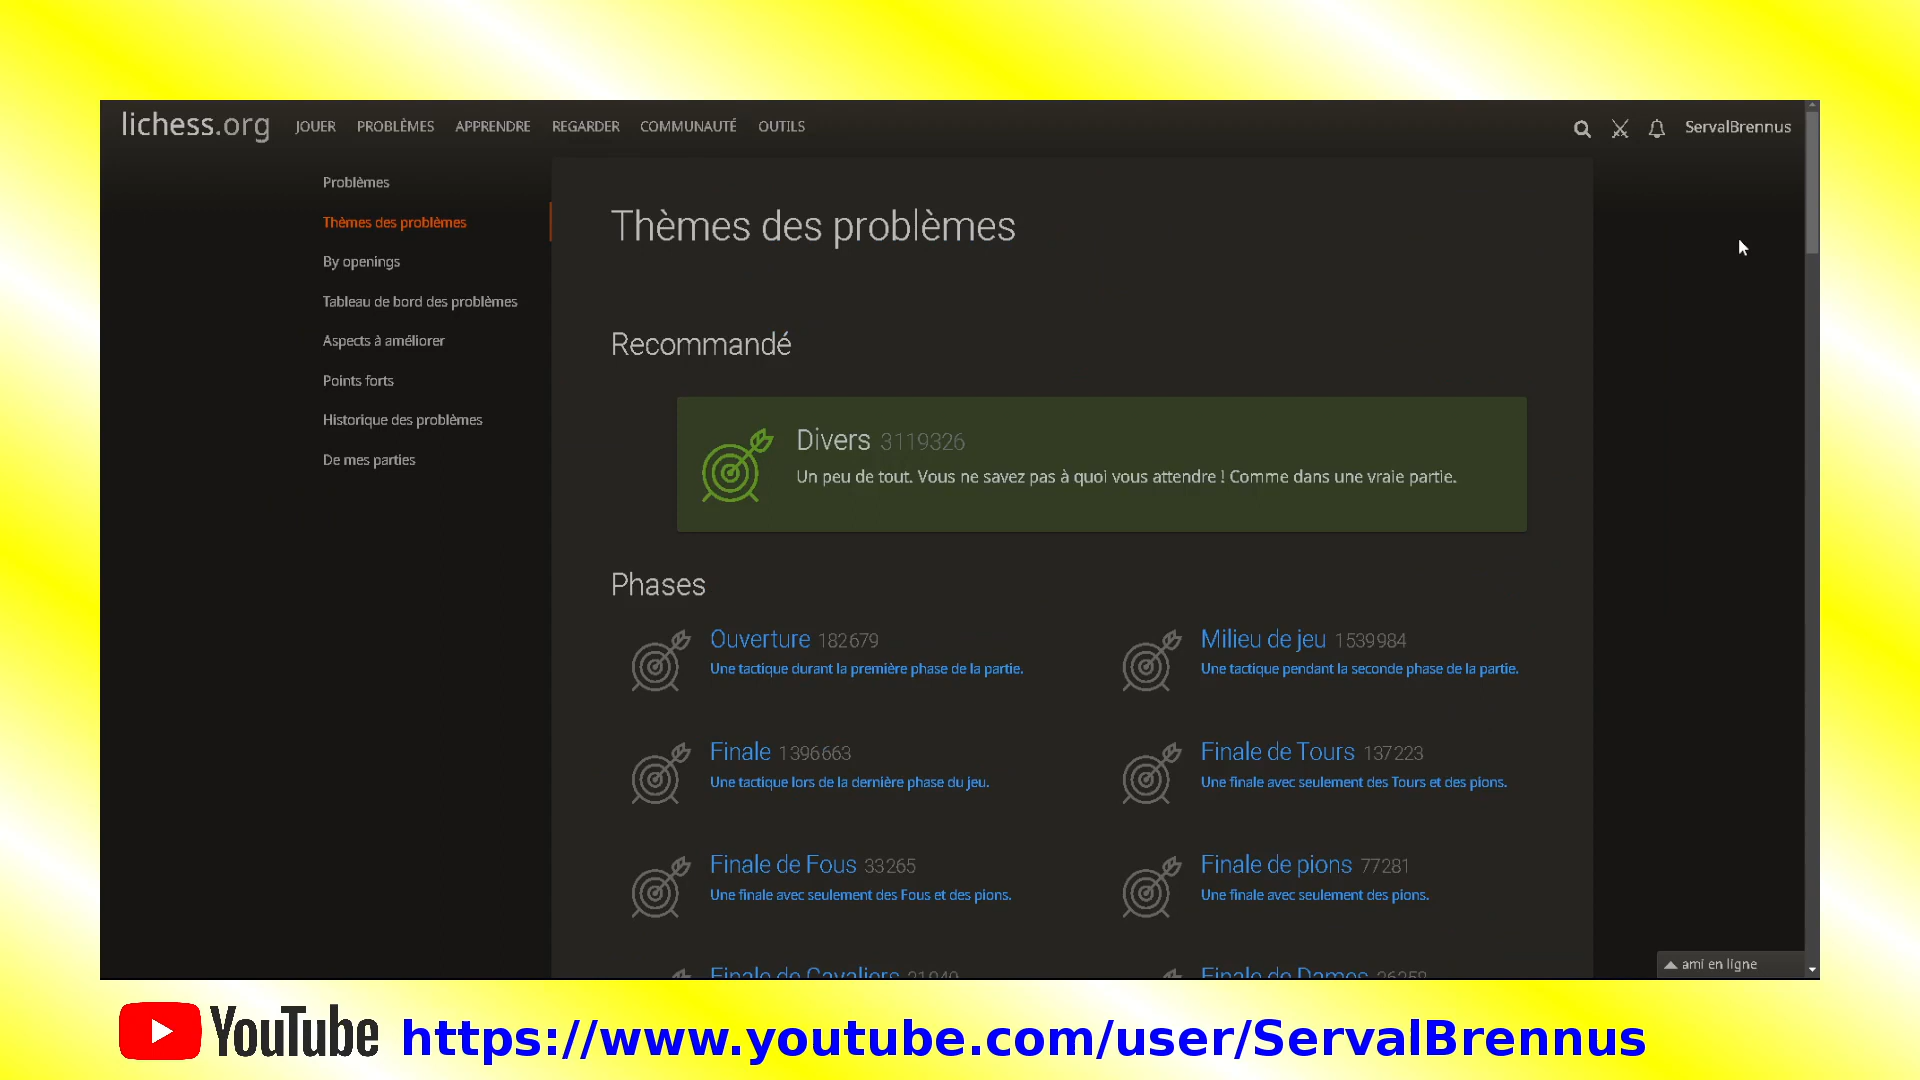 lichess.org JOUER PROBLÈMES APPRENDRE REGARDER COMMUNAUTÉ OUTILS ServalBrennus
Problèmes
Thèmes des problèmes
By openings
Tableau de bord des problèmes
Aspects à améliorer
Points forts
Historique des problèmes
De mes parties
Thèmes des problèmes
Recommandé
Divers 3119326
Un peu de tout. Vous ne savez pas à quoi vous attendre ! Comme dans une vraie partie.
Phases
Ouverture 182679
Une tactique durant la première phase de la partie.
Milieu de jeu 1539984
Une tactique pendant la seconde phase de la partie.
Finale 1396663
Une tactique lors de la dernière phase du jeu.
Finale de Tours 137223
Une finale avec seulement des Tours et des pions.
Finale de Fous 33265
Une finale avec seulement des Fous et des pions.
Finale de pions 77281
Une finale avec seulement des pions.
Finale de Cavaliers
Finale de Dames
ami en ligne
YouTube https://www.youtube.com/user/ServalBrennus